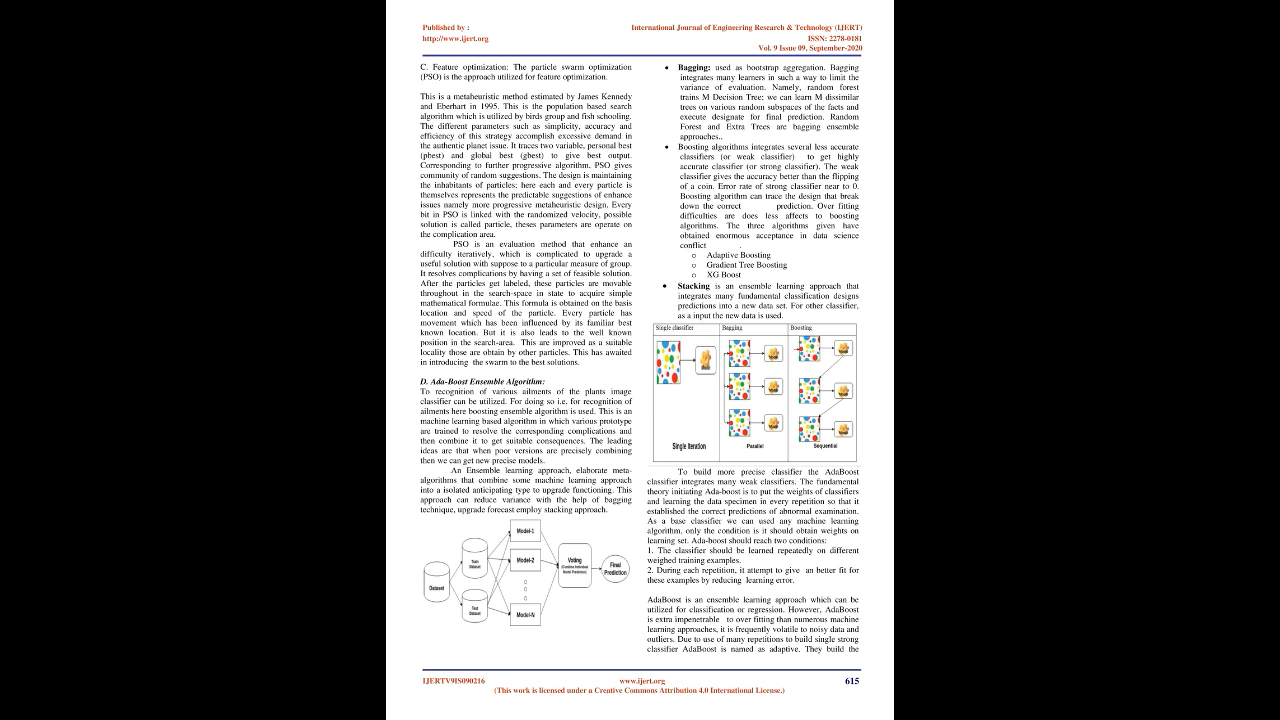 Published by :
http://www.ijert.org
International Journal of Engineering Research & Technology (IJERT)
ISSN: 2278-0181
Vol. 9 Issue 09, September-2020
C. Feature optimization: The particle swarm optimization
(PSO) is the approach utilized for feature optimization.
This is a metaheuristic method estimated by James Kennedy
and Eberhart in 1995. This is the population based search
algorithm which is utilized by birds group and fish schooling.
The different parameters such as simplicity, accuracy and
efficiency of this strategy accomplish excessive demand in
the authentic planet issue. It traces two variable, personal best
(pbest) and global best (gbest) to give best output.
Corresponding to further progressive algorithm, PSO gives
community of random suggestions. The design is maintaining
the inhabitants of particles; here each and every particle is
themselves represents the predictable suggestions of enhance
issues namely more progressive metaheuristic design. Every
bit in PSO is linked with the randomized velocity, possible
solution is called particle, theses parameters are operate on
the complication area.
PSO is an evaluation method that enhance an
difficulty iteratively, which is complicated to upgrade a
useful solution with suppose to a particular measure of group.
It resolves complications by having a set of feasible solution.
After the particles get labeled, these particles are movable
throughout in the search-space in state to acquire simple
mathematical formulae. This formula is obtained on the basis
location and speed of the particle. Every particle has
movement which has been influenced by its familiar best
known location. But it is also leads to the well known
position in the search-area. This are improved as a suitable
locality those are obtain by other particles. This has awaited
in introducing the swarm to the best solutions.
D. Ada-Boost Ensemble Algorithm:
To recognition of various ailments of the plants image
classifier can be utilized. For doing so i.e. for recognition of
ailments here boosting ensemble algorithm is used. This is an
machine learning based algorithm in which various prototype
are trained to resolve the corresponding complications and
then combine it to get suitable consequences. The leading
ideas are that when poor versions are precisely combining
then we can get new precise models.
An Ensemble learning approach, elaborate meta-
algorithms that combine some machine learning approach
into a isolated anticipating type to upgrade functioning. This
approach can reduce variance with the help of bagging
technique, upgrade forecast employ stacking approach.
Dataset
Train
Dataset
Test
Dataset
Model-1
Model-2
Model-N
Voting
(Combine Individual
Model Prediction)
Final
Prediction
• Bagging: used as bootstrap aggregation. Bagging
integrates many learners in such a way to limit the
variance of evaluation. Namely, random forest
trains M Decision Tree; we can learn M dissimilar
trees on various random subspaces of the facts and
execute designate for final prediction. Random
Forest and Extra Trees are bagging ensemble
approaches..
• Boosting algorithms integrates several less accurate
classifiers (or weak classifier) to get highly
accurate classifier (or strong classifier). The weak
classifier gives the accuracy better than the flipping
of a coin. Error rate of strong classifier near to 0.
Boosting algorithm can trace the design that break
down the correct prediction. Over fitting
difficulties are does less affects to boosting
algorithms. The three algorithms given have
obtained enormous acceptance in data science
conflict .
o Adaptive Boosting
o Gradient Tree Boosting
o XG Boost
• Stacking is an ensemble learning approach that
integrates many fundamental classification designs
predictions into a new data set. For other classifier,
as a input the new data is used.
Single classifier
Bagging
Boosting
Single Iteration
Parallel
Sequential
To build more precise classifier the AdaBoost
classifier integrates many weak classifiers. The fundamental
theory initiating Ada-boost is to put the weights of classifiers
and learning the data specimen in every repetition so that it
established the correct predictions of abnormal examination.
As a base classifier we can used any machine learning
algorithm, only the condition is it should obtain weights on
learning set. Ada-boost should reach two conditions:
1. The classifier should be learned repeatedly on different
weighed training examples.
2. During each repetition, it attempt to give an better fit for
these examples by reducing learning error.
AdaBoost is an ensemble learning approach which can be
utilized for classification or regression. However, AdaBoost
is extra impenetrable to over fitting than numerous machine
learning approaches, it is frequently volatile to noisy data and
outliers. Due to use of many repetitions to build single strong
classifier AdaBoost is named as adaptive. They build the
IJERTV9IS090216
www.ijert.org
615
(This work is licensed under a Creative Commons Attribution 4.0 International License.)